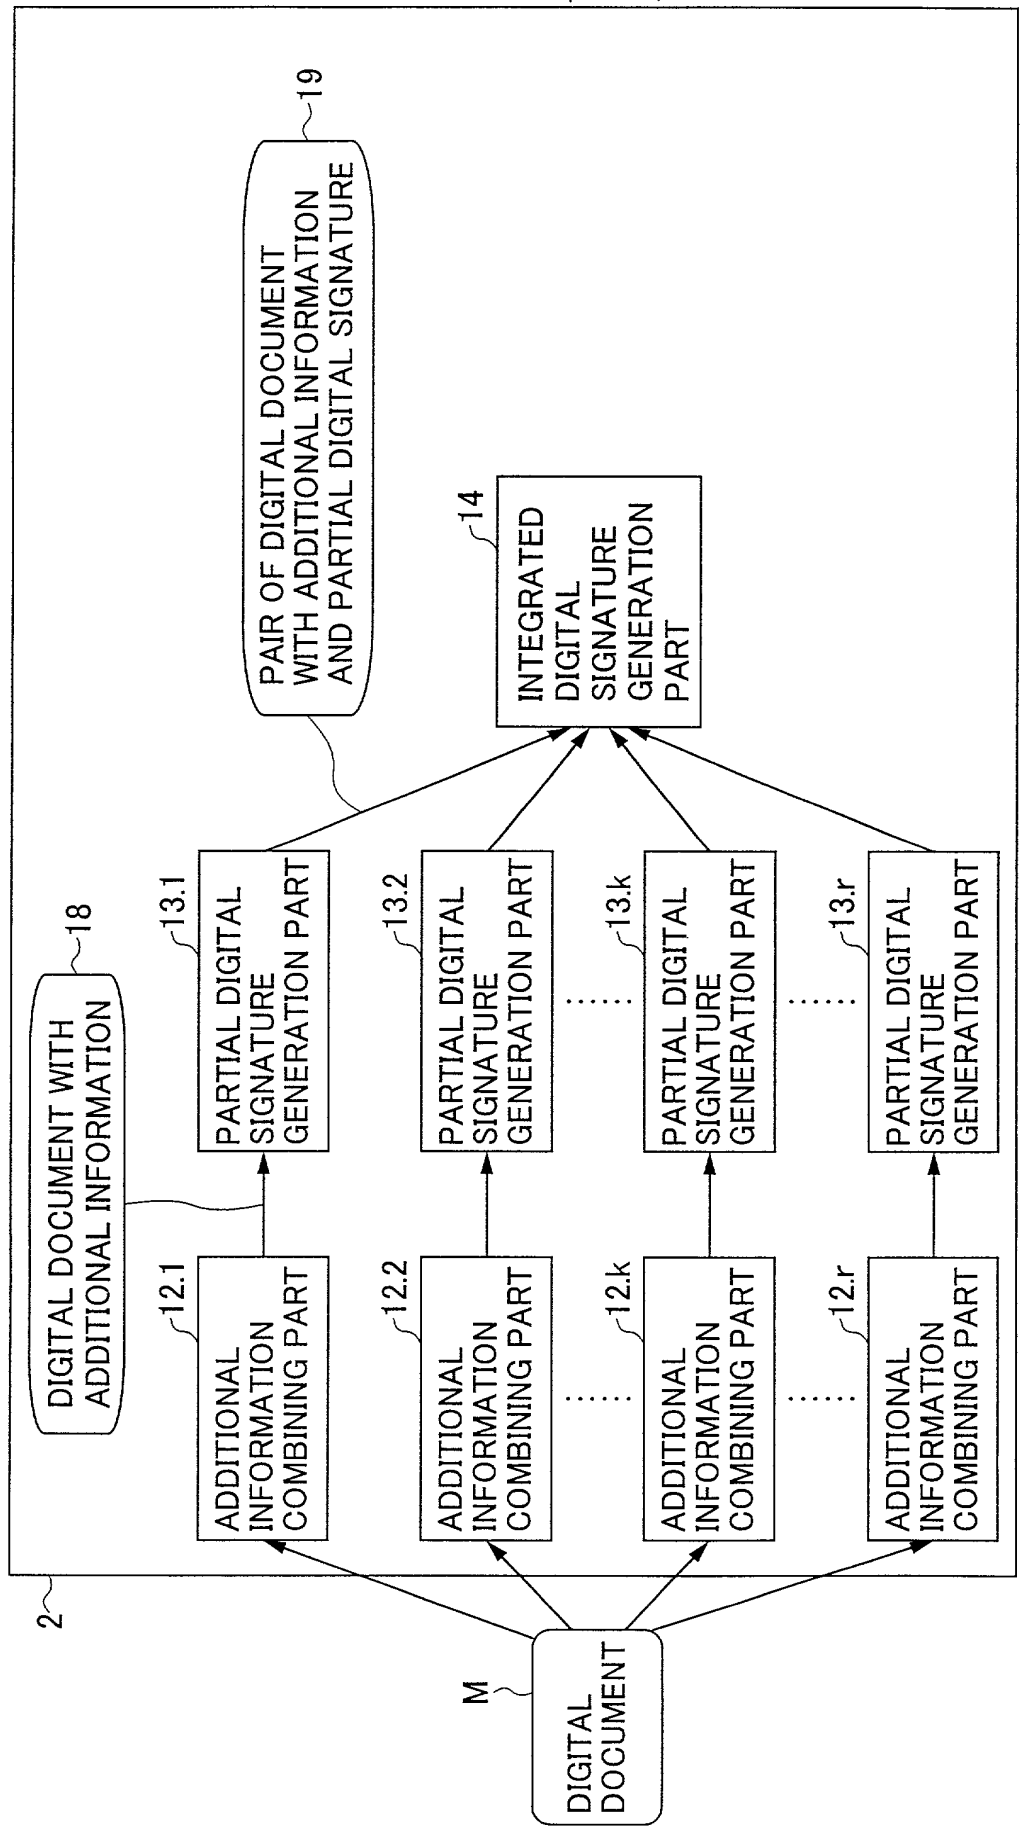 2
M
DIGITAL
DOCUMENT
DIGITAL DOCUMENT WITH
ADDITIONAL INFORMATION
18
PAIR OF DIGITAL DOCUMENT
WITH ADDITIONAL INFORMATION
AND PARTIAL DIGITAL SIGNATURE
19
12.1
ADDITIONAL
INFORMATION
COMBINING PART
13.1
PARTIAL DIGITAL
SIGNATURE
GENERATION PART
12.2
ADDITIONAL
INFORMATION
COMBINING PART
13.2
PARTIAL DIGITAL
SIGNATURE
GENERATION PART
14
INTEGRATED
DIGITAL
SIGNATURE
GENERATION
PART
12.k
ADDITIONAL
INFORMATION
COMBINING PART
13.k
PARTIAL DIGITAL
SIGNATURE
GENERATION PART
12.r
ADDITIONAL
INFORMATION
COMBINING PART
13.r
PARTIAL DIGITAL
SIGNATURE
GENERATION PART